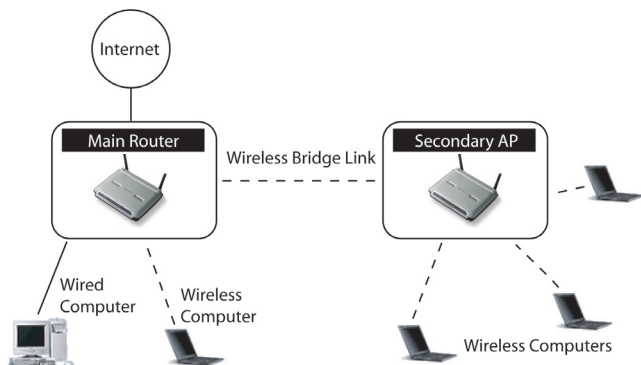 Internet
Main Router
Wireless Bridge Link
Secondary AP
Wired
Computer
Wireless
Computer
Wireless Computers